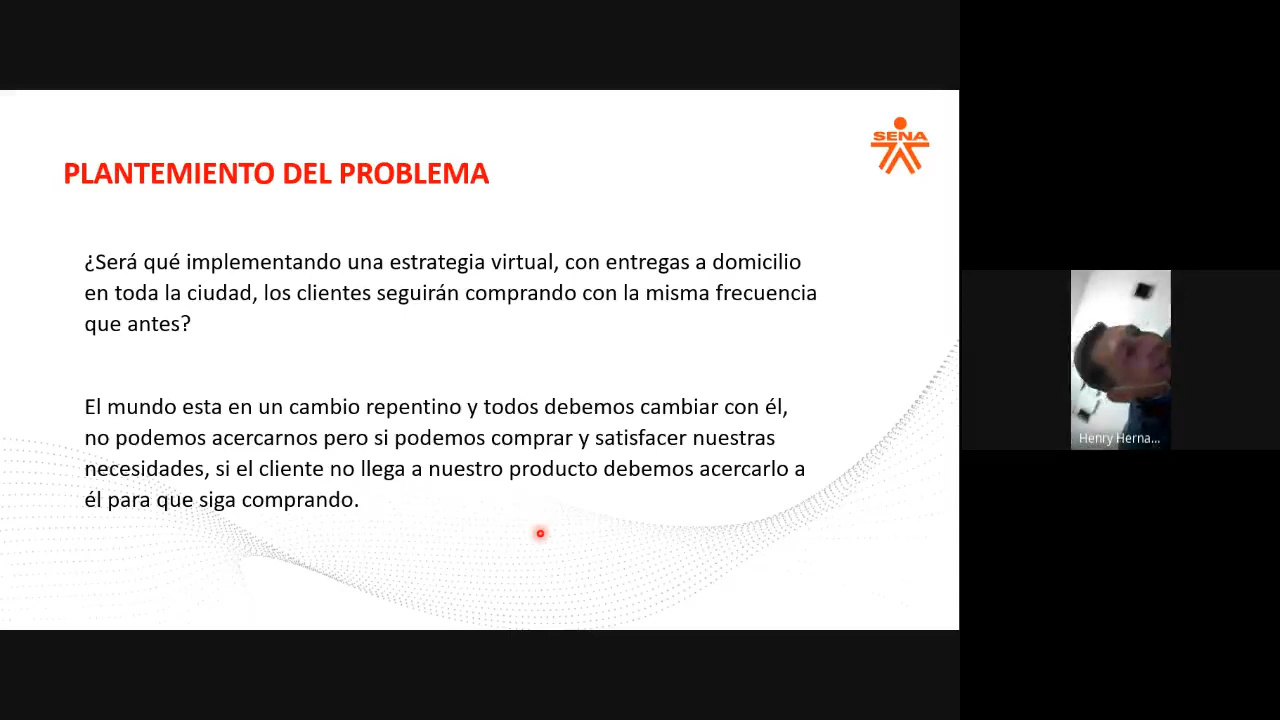 SENA
PLANTEMIENTO DEL PROBLEMA
¿Será qué implementando una estrategia virtual, con entregas a domicilio
en toda la ciudad, los clientes seguirán comprando con la misma frecuencia
que antes?
El mundo esta en un cambio repentino y todos debemos cambiar con él,
no podemos acercarnos pero si podemos comprar y satisfacer nuestras
necesidades, si el cliente no llega a nuestro producto debemos acercarlo a
él para que siga comprando.
Henry Herna...